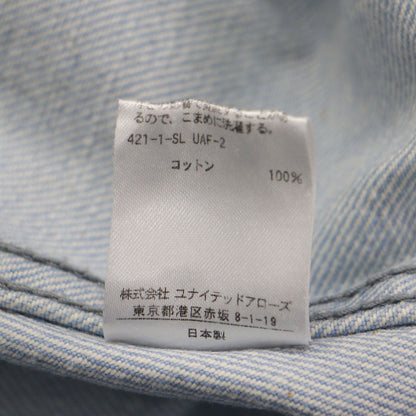 るので、こまめに洗濯する。
421-1-SL UAF-2
コットン 100%
株式会社 ユナイテッドアローズ
東京都港区赤坂 8-1-19
日本製